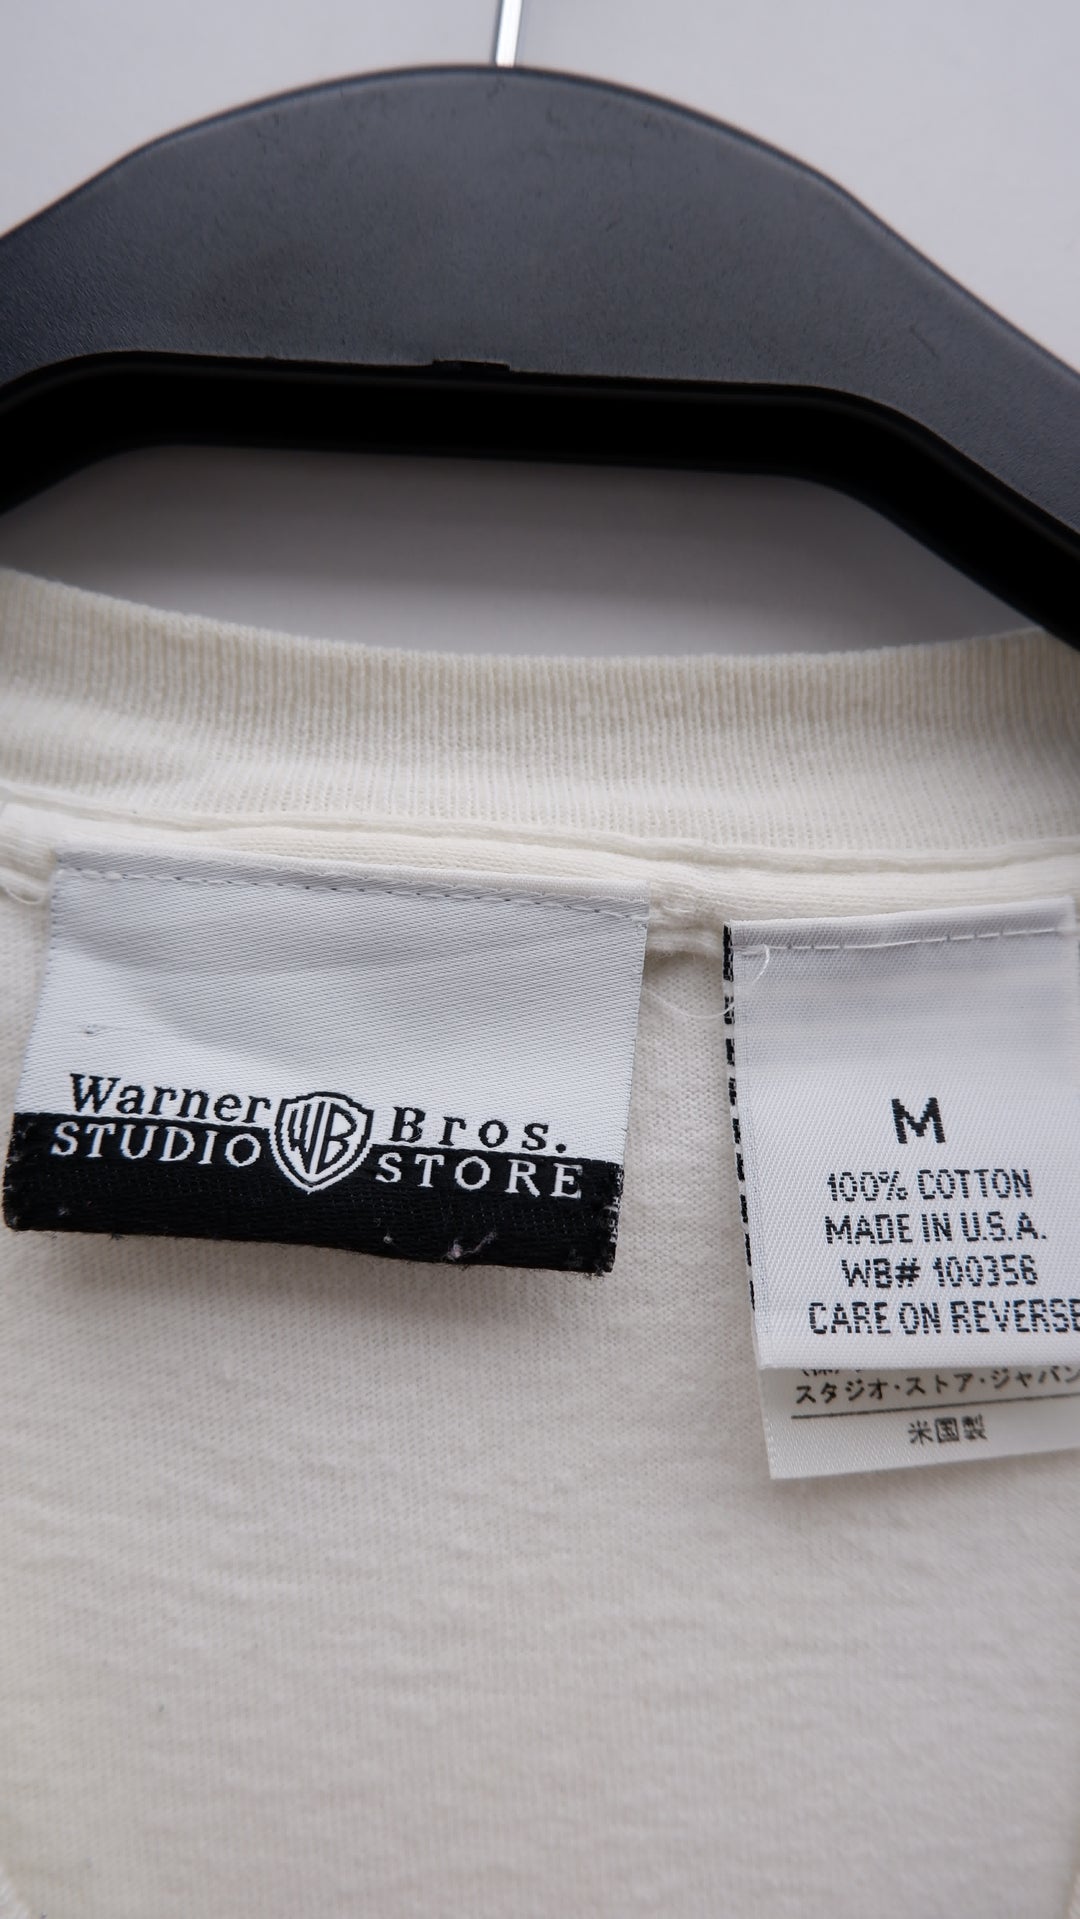 Warner Bros.
STUDIO WB STORE
M
100% COTTON
MADE IN U.S.A.
WB# 100356
CARE ON REVERSE
スタジオ・ストア・ジャパン
米国製